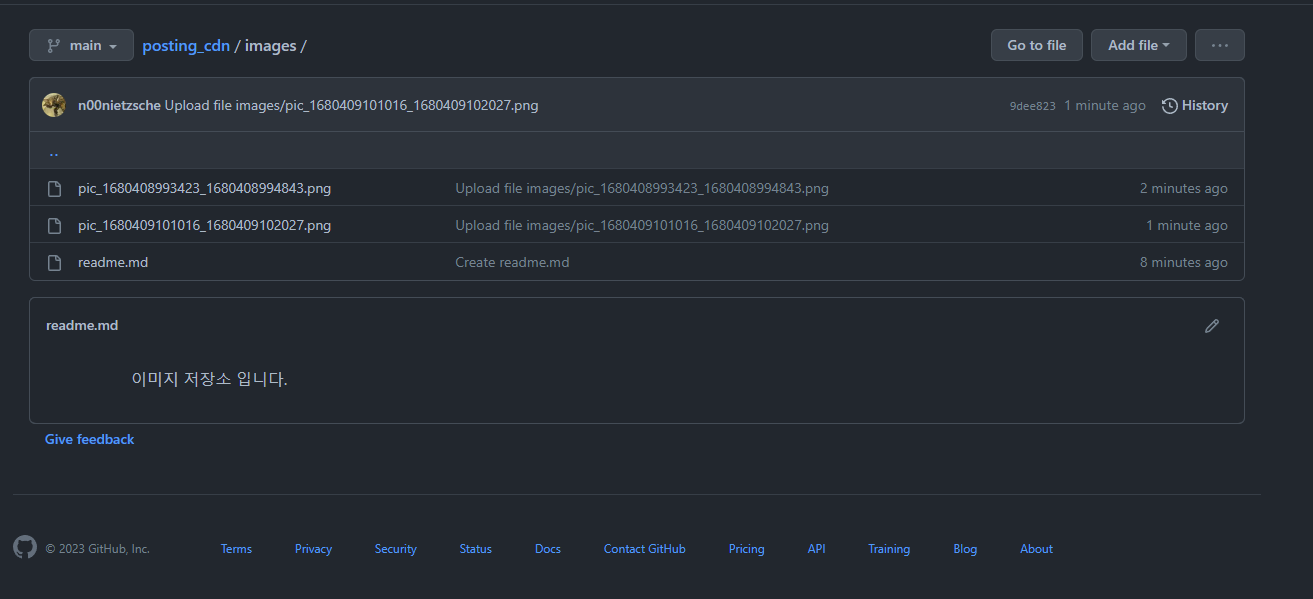 main posting_cdn / images / Go to file Add file ...
n00nietzsche Upload file images/pic_1680409101016_1680409102027.png 9dee823 1 minute ago History
..
pic_1680408993423_1680408994843.png Upload file images/pic_1680408993423_1680408994843.png 2 minutes ago
pic_1680409101016_1680409102027.png Upload file images/pic_1680409101016_1680409102027.png 1 minute ago
readme.md Create readme.md 8 minutes ago
readme.md
이미지 저장소 입니다.
Give feedback
© 2023 GitHub, Inc. Terms Privacy Security Status Docs Contact GitHub Pricing API Training Blog About